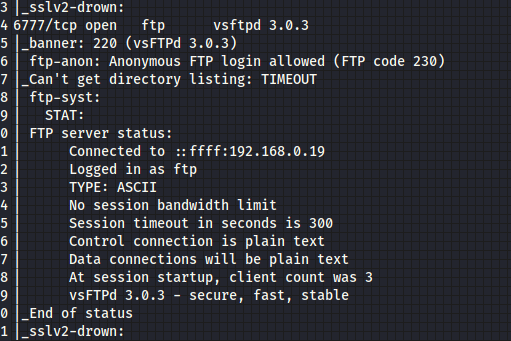 3 |_sslv2-drown:
4 6777/tcp open   ftp      vsftpd 3.0.3
5 |_banner: 220 (vsFTPd 3.0.3)
6 | ftp-anon: Anonymous FTP login allowed (FTP code 230)
7 |_Can't get directory listing: TIMEOUT
8 | ftp-syst:
9 |   STAT:
0 | FTP server status:
1 |      Connected to ::ffff:192.168.0.19
2 |      Logged in as ftp
3 |      TYPE: ASCII
4 |      No session bandwidth limit
5 |      Session timeout in seconds is 300
6 |      Control connection is plain text
7 |      Data connections will be plain text
8 |      At session startup, client count was 3
9 |      vsFTPd 3.0.3 - secure, fast, stable
0 |_End of status
1 |_sslv2-drown: